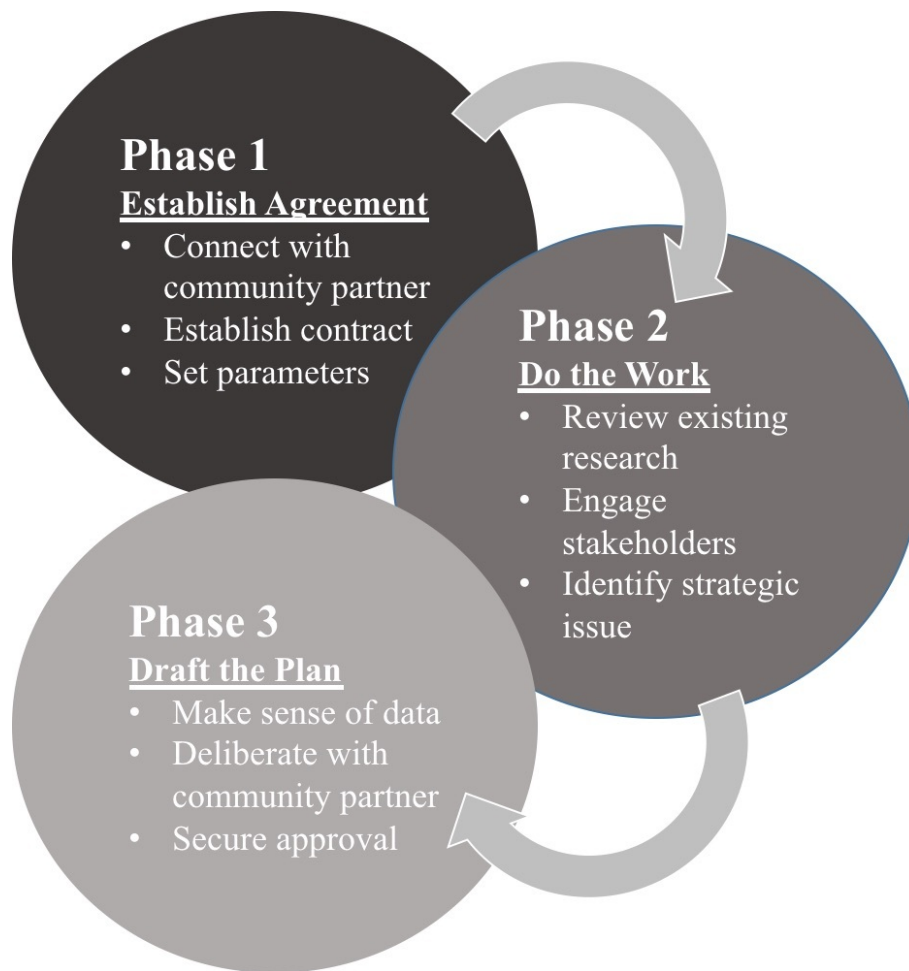 Phase 1
Establish Agreement
• Connect with
community partner
• Establish contract
• Set parameters
Phase 2
Do the Work
• Review existing
research
• Engage
stakeholders
• Identify strategic
issue
Phase 3
Draft the Plan
• Make sense of data
• Deliberate with
community partner
• Secure approval